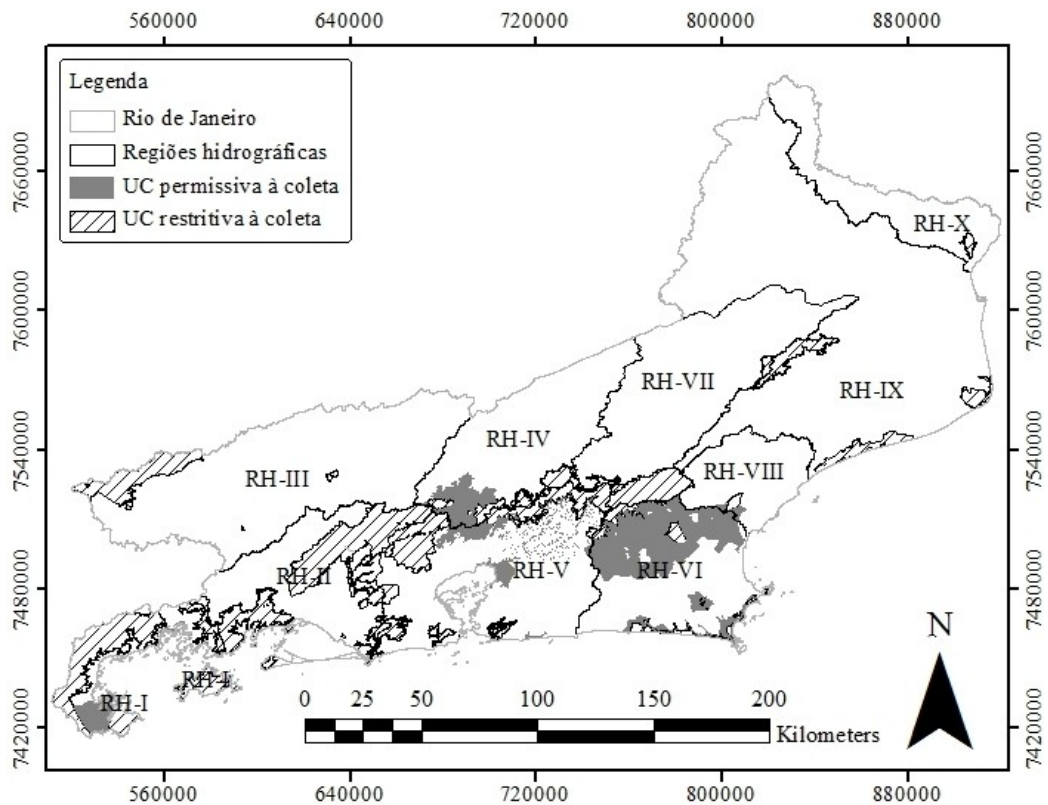 560000 640000 720000 800000 880000
Legenda
Rio de Janeiro
Regiões hidrográficas
UC permissiva à coleta
UC restritiva à coleta
7660000 7660000
RH-X
7600000 7600000
RH-VII
RH-IX
RH-IV
7540000 7540000
RH-III
RH-VIII
RH-II
RH-V
RH-VI
7480000 7480000
N
RH-I
RH-I
0 25 50 100 150 200
Kilometers
7420000 7420000
560000 640000 720000 800000 880000